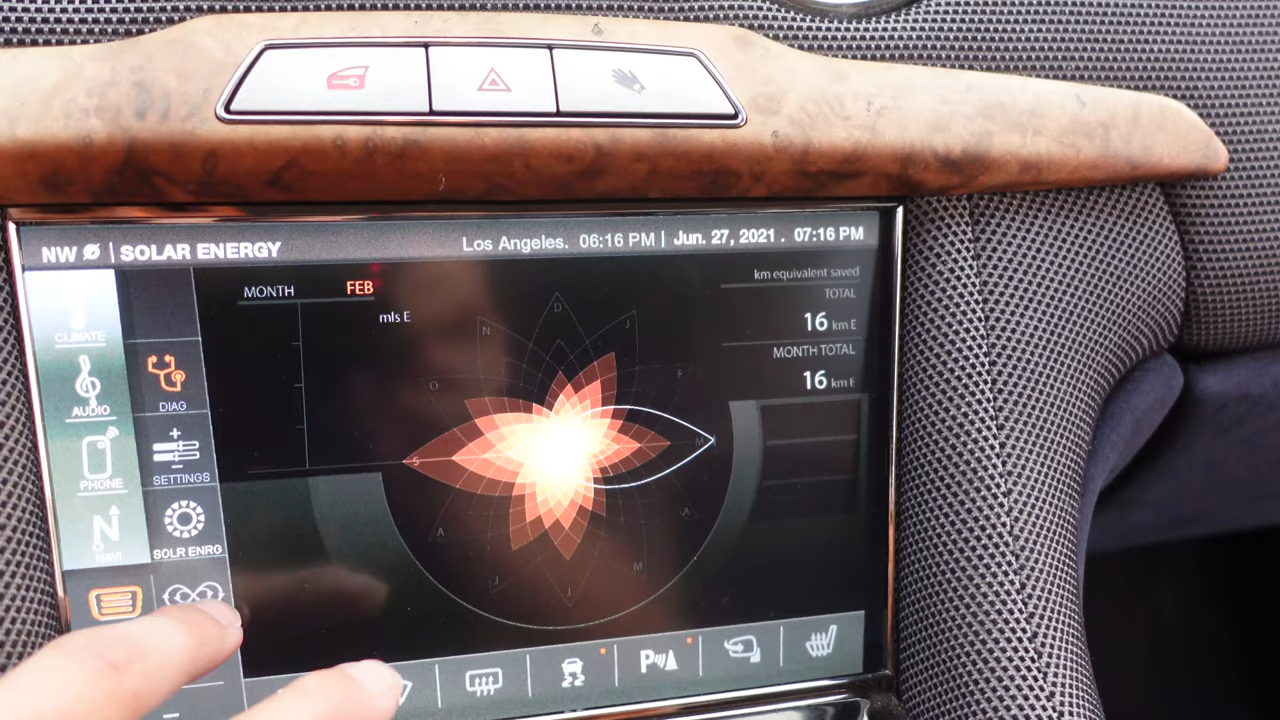 NW | SOLAR ENERGY
Los Angeles. 06:16 PM | Jun. 27, 2021 . 07:16 PM
MONTH FEB
mls E
km equivalent saved
TOTAL
16 km E
MONTH TOTAL
16 km E
CLIMATE
AUDIO
PHONE
N
NAVI
DIAG
SETTINGS
SOLR ENRG
D
N
J
O
F
S
M
A
A
J
M
J
P